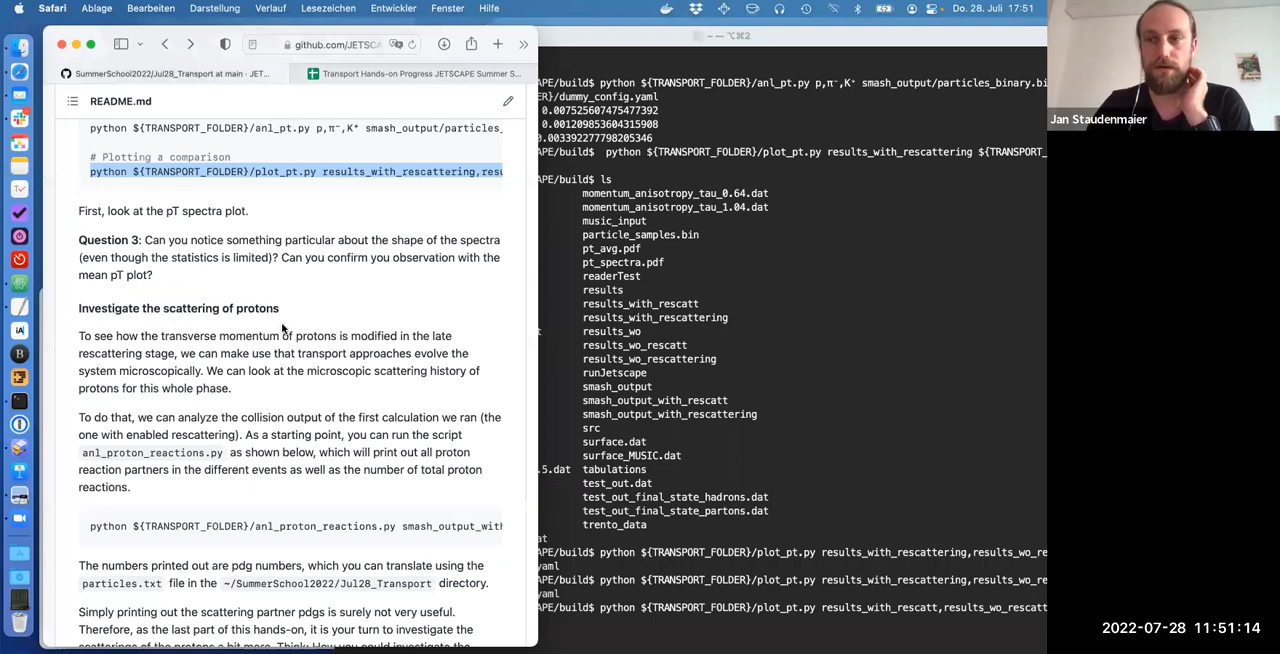 Safari Ablage Bearbeiten Darstellung Verlauf Lesezeichen Entwickler Fenster Hilfe Do. 28. Juli 17:51
github.com/JETSCA
~ — ⌥⌘2
SummerSchool2022/Jul28_Transport at main · JET...
Transport Hands-on Progress JETSCAPE Summer S...
README.md
python ${TRANSPORT_FOLDER}/anl_pt.py p,π⁻,K⁺ smash_output/particles_
# Plotting a comparison
python ${TRANSPORT_FOLDER}/plot_pt.py results_with_rescattering,resu
First, look at the pT spectra plot.
Question 3: Can you notice something particular about the shape of the spectra
(even though the statistics is limited)? Can you confirm you observation with the
mean pT plot?
Investigate the scattering of protons
To see how the transverse momentum of protons is modified in the late
rescattering stage, we can make use that transport approaches evolve the
system microscopically. We can look at the microscopic scattering history of
protons for this whole phase.
To do that, we can analyze the collision output of the first calculation we ran (the
one with enabled rescattering). As a starting point, you can run the script
anl_proton_reactions.py as shown below, which will print out all proton
reaction partners in the different events as well as the number of total proton
reactions.
python ${TRANSPORT_FOLDER}/anl_proton_reactions.py smash_output_with
The numbers printed out are pdg numbers, which you can translate using the
particles.txt file in the ~/SummerSchool2022/Jul28_Transport directory.
Simply printing out the scattering partner pdgs is surely not very useful.
Therefore, as the last part of this hands-on, it is your turn to investigate the
scatterings of the protons a bit more. Think: How you could investigate the
APE/build$ python ${TRANSPORT_FOLDER}/anl_pt.py p,π⁻,K⁺ smash_output/particles_binary.bi
ER}/dummy_config.yaml
0.007525607475477392
0.001209853604315908
0.003392277798205346
APE/build$ python ${TRANSPORT_FOLDER}/plot_pt.py results_with_rescattering ${TRANSPORT_
APE/build$ ls
momentum_anisotropy_tau_0.64.dat
momentum_anisotropy_tau_1.04.dat
music_input
particle_samples.bin
pt_avg.pdf
pt_spectra.pdf
readerTest
results
results_with_rescatt
results_with_rescattering
t results_wo
results_wo_rescatt
results_wo_rescattering
runJetscape
smash_output
smash_output_with_rescatt
smash_output_with_rescattering
src
surface.dat
surface_MUSIC.dat
.5.dat tabulations
test_out.dat
test_out_final_state_hadrons.dat
test_out_final_state_partons.dat
trento_data
at
APE/build$ python ${TRANSPORT_FOLDER}/plot_pt.py results_with_rescattering,results_wo_re
yaml
APE/build$ python ${TRANSPORT_FOLDER}/plot_pt.py results_with_rescattering,results_wo_re
yaml
APE/build$ python ${TRANSPORT_FOLDER}/plot_pt.py results_with_rescatt,results_wo_rescatt
Jan Staudenmaier
2022-07-28 11:51:14